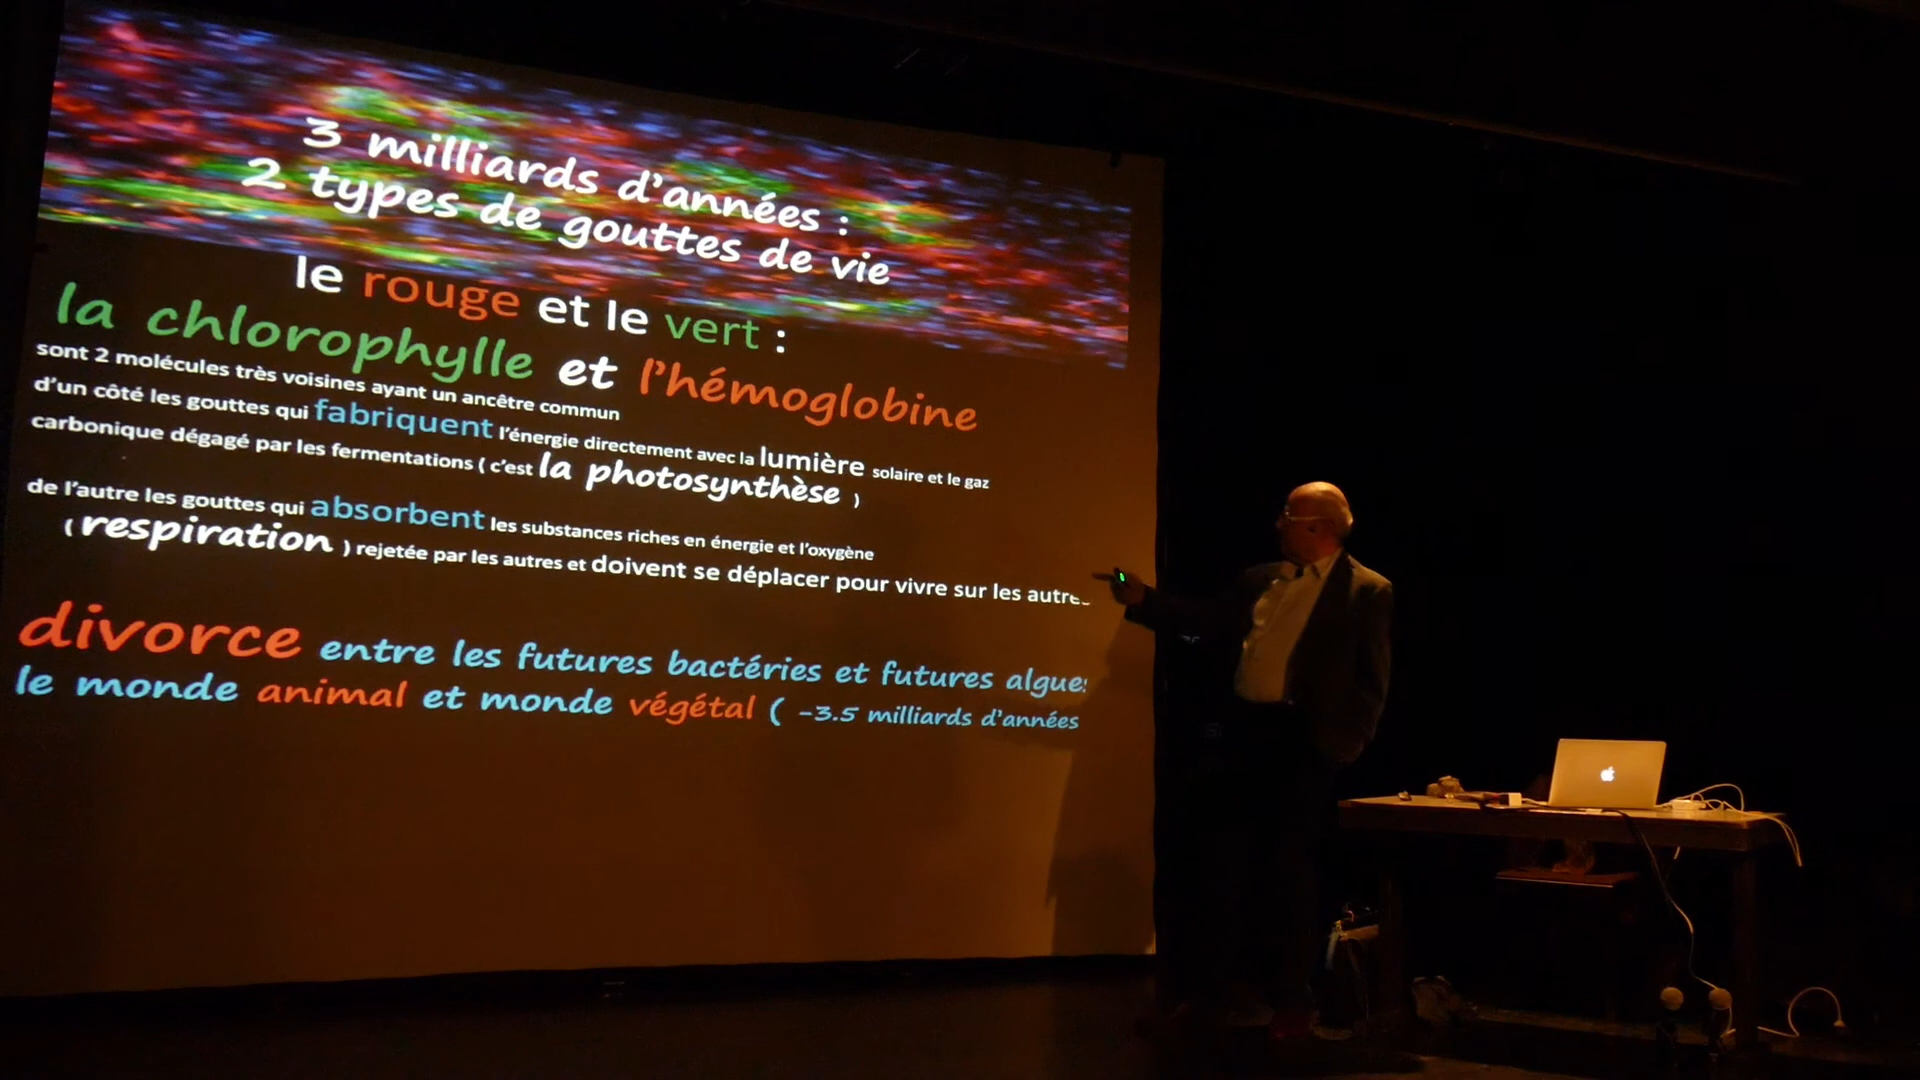 3 milliards d'années :
2 types de gouttes de vie
le rouge et le vert :
la chlorophylle et l'hémoglobine
sont 2 molécules très voisines ayant un ancêtre commun
d'un côté les gouttes qui fabriquent l'énergie directement avec la lumière solaire et le gaz
carbonique dégagé par les fermentations ( c'est la photosynthèse )
de l'autre les gouttes qui absorbent les substances riches en énergie et l'oxygène
( respiration ) rejetée par les autres et doivent se déplacer pour vivre sur les autres
divorce entre les futures bactéries et futures algues
le monde animal et monde végétal ( -3.5 milliards d'années